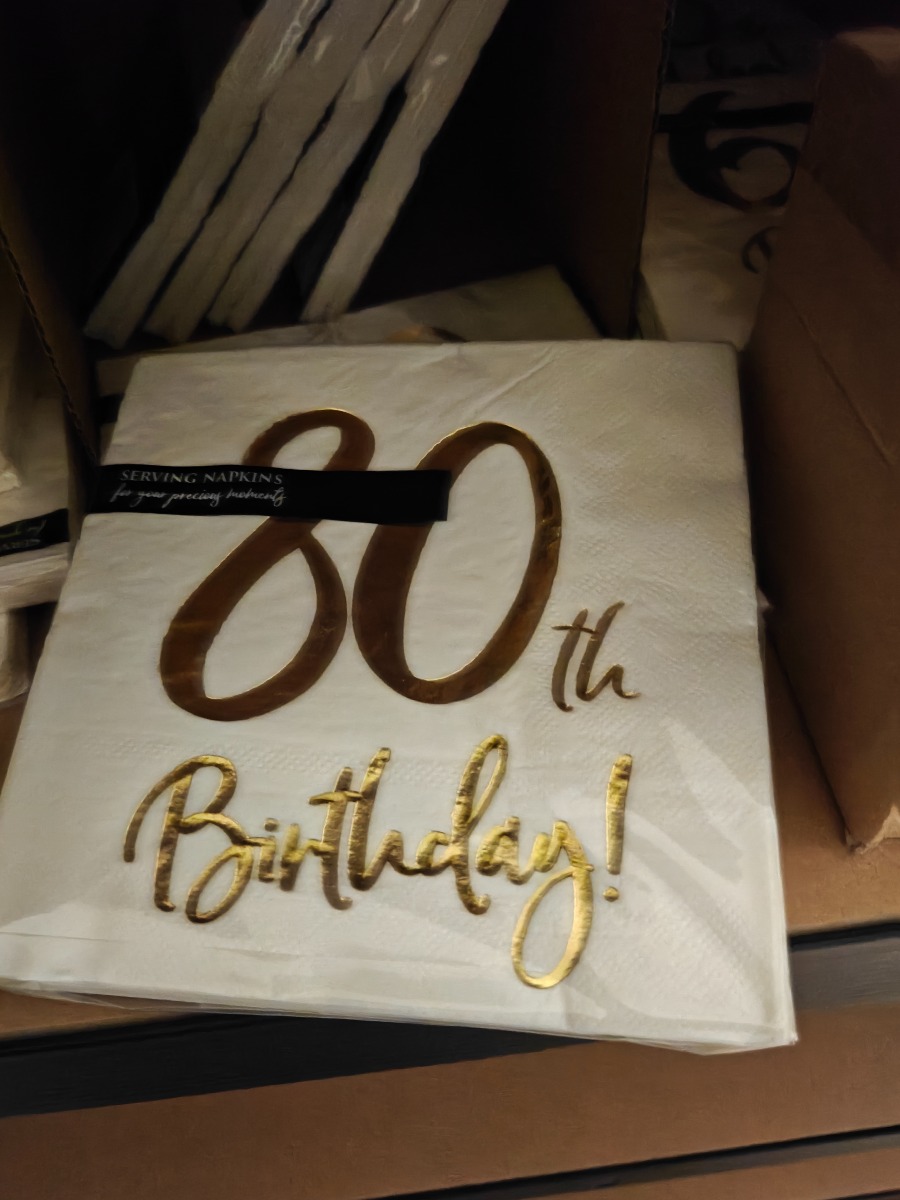 SERVING NAPKINS
for your precious moments
80th
Birthday!